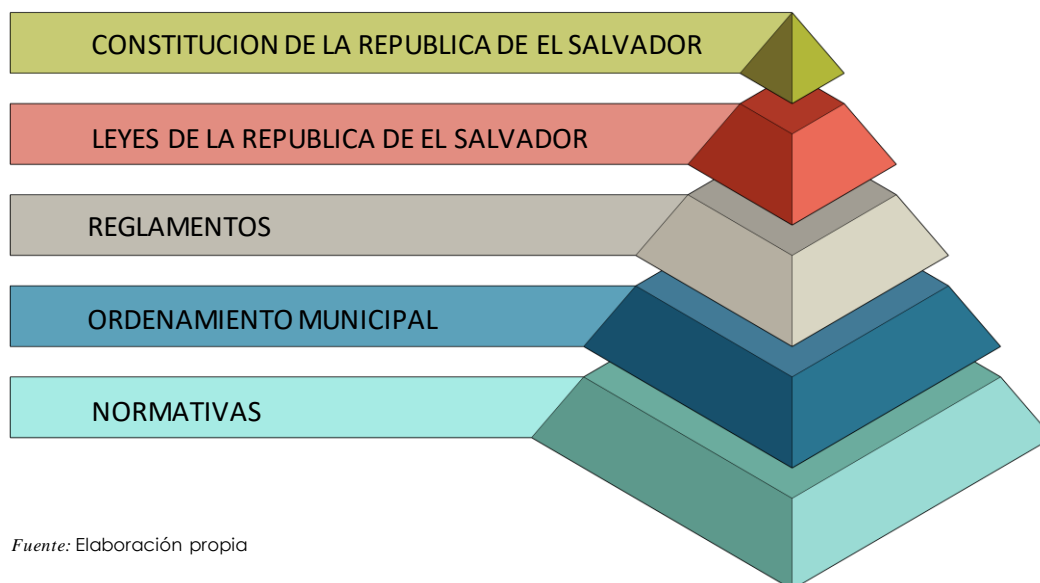 CONSTITUCION DE LA REPUBLICA DE EL SALVADOR
LEYES DE LA REPUBLICA DE EL SALVADOR
REGLAMENTOS
ORDENAMIENTO MUNICIPAL
NORMATIVAS
Fuente: Elaboración propia